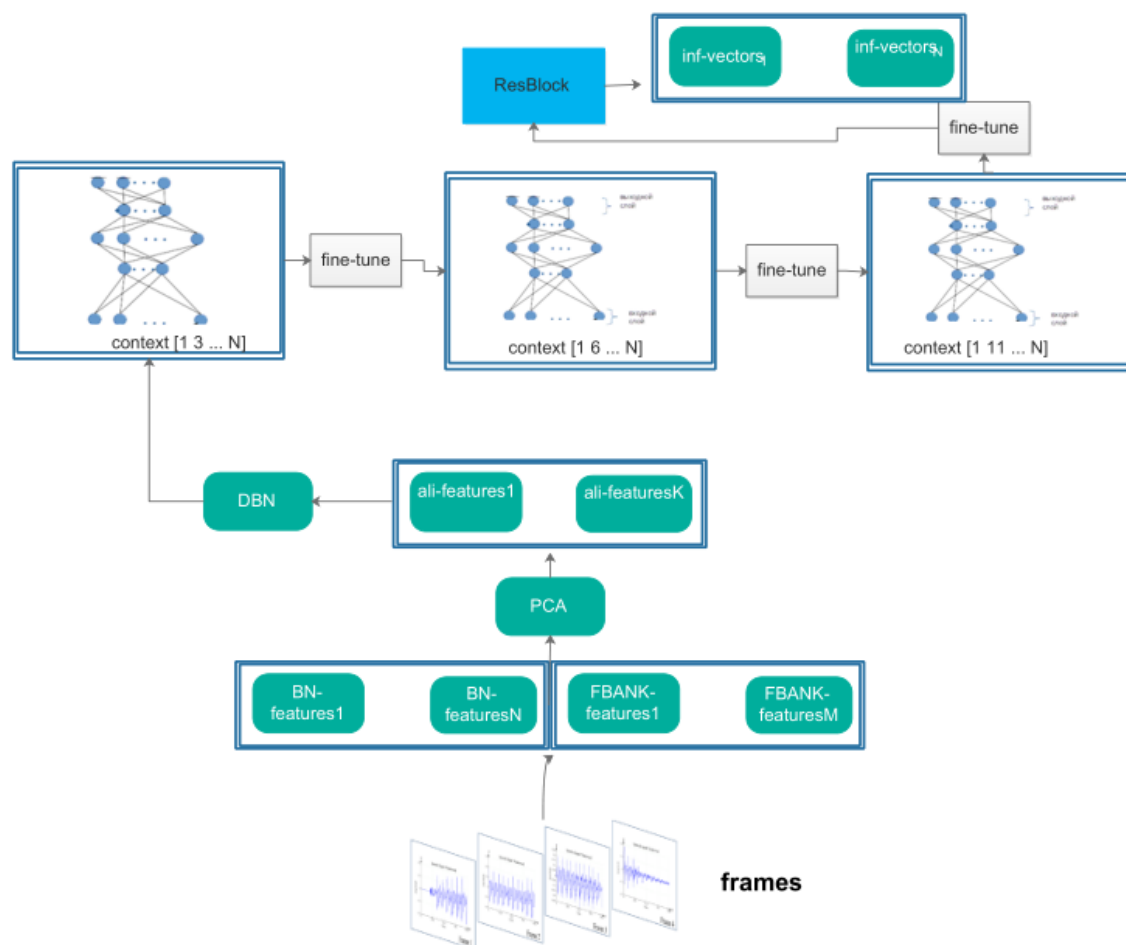 inf-vectors1
inf-vectorsN
ResBlock
fine-tune
выходной
слой
выходной
слой
fine-tune
fine-tune
входной
слой
входной
слой
context [1 3 ... N]
context [1 6 ... N]
context [1 11 ... N]
DBN
ali-features1
ali-featuresK
PCA
BN-
features1
BN-
featuresN
FBANK-
features1
FBANK-
featuresM
frames